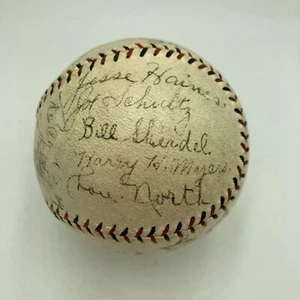 Jesse Haines
Joe Schultz
Bill Sherdel
Harry H. Myers
Lou North